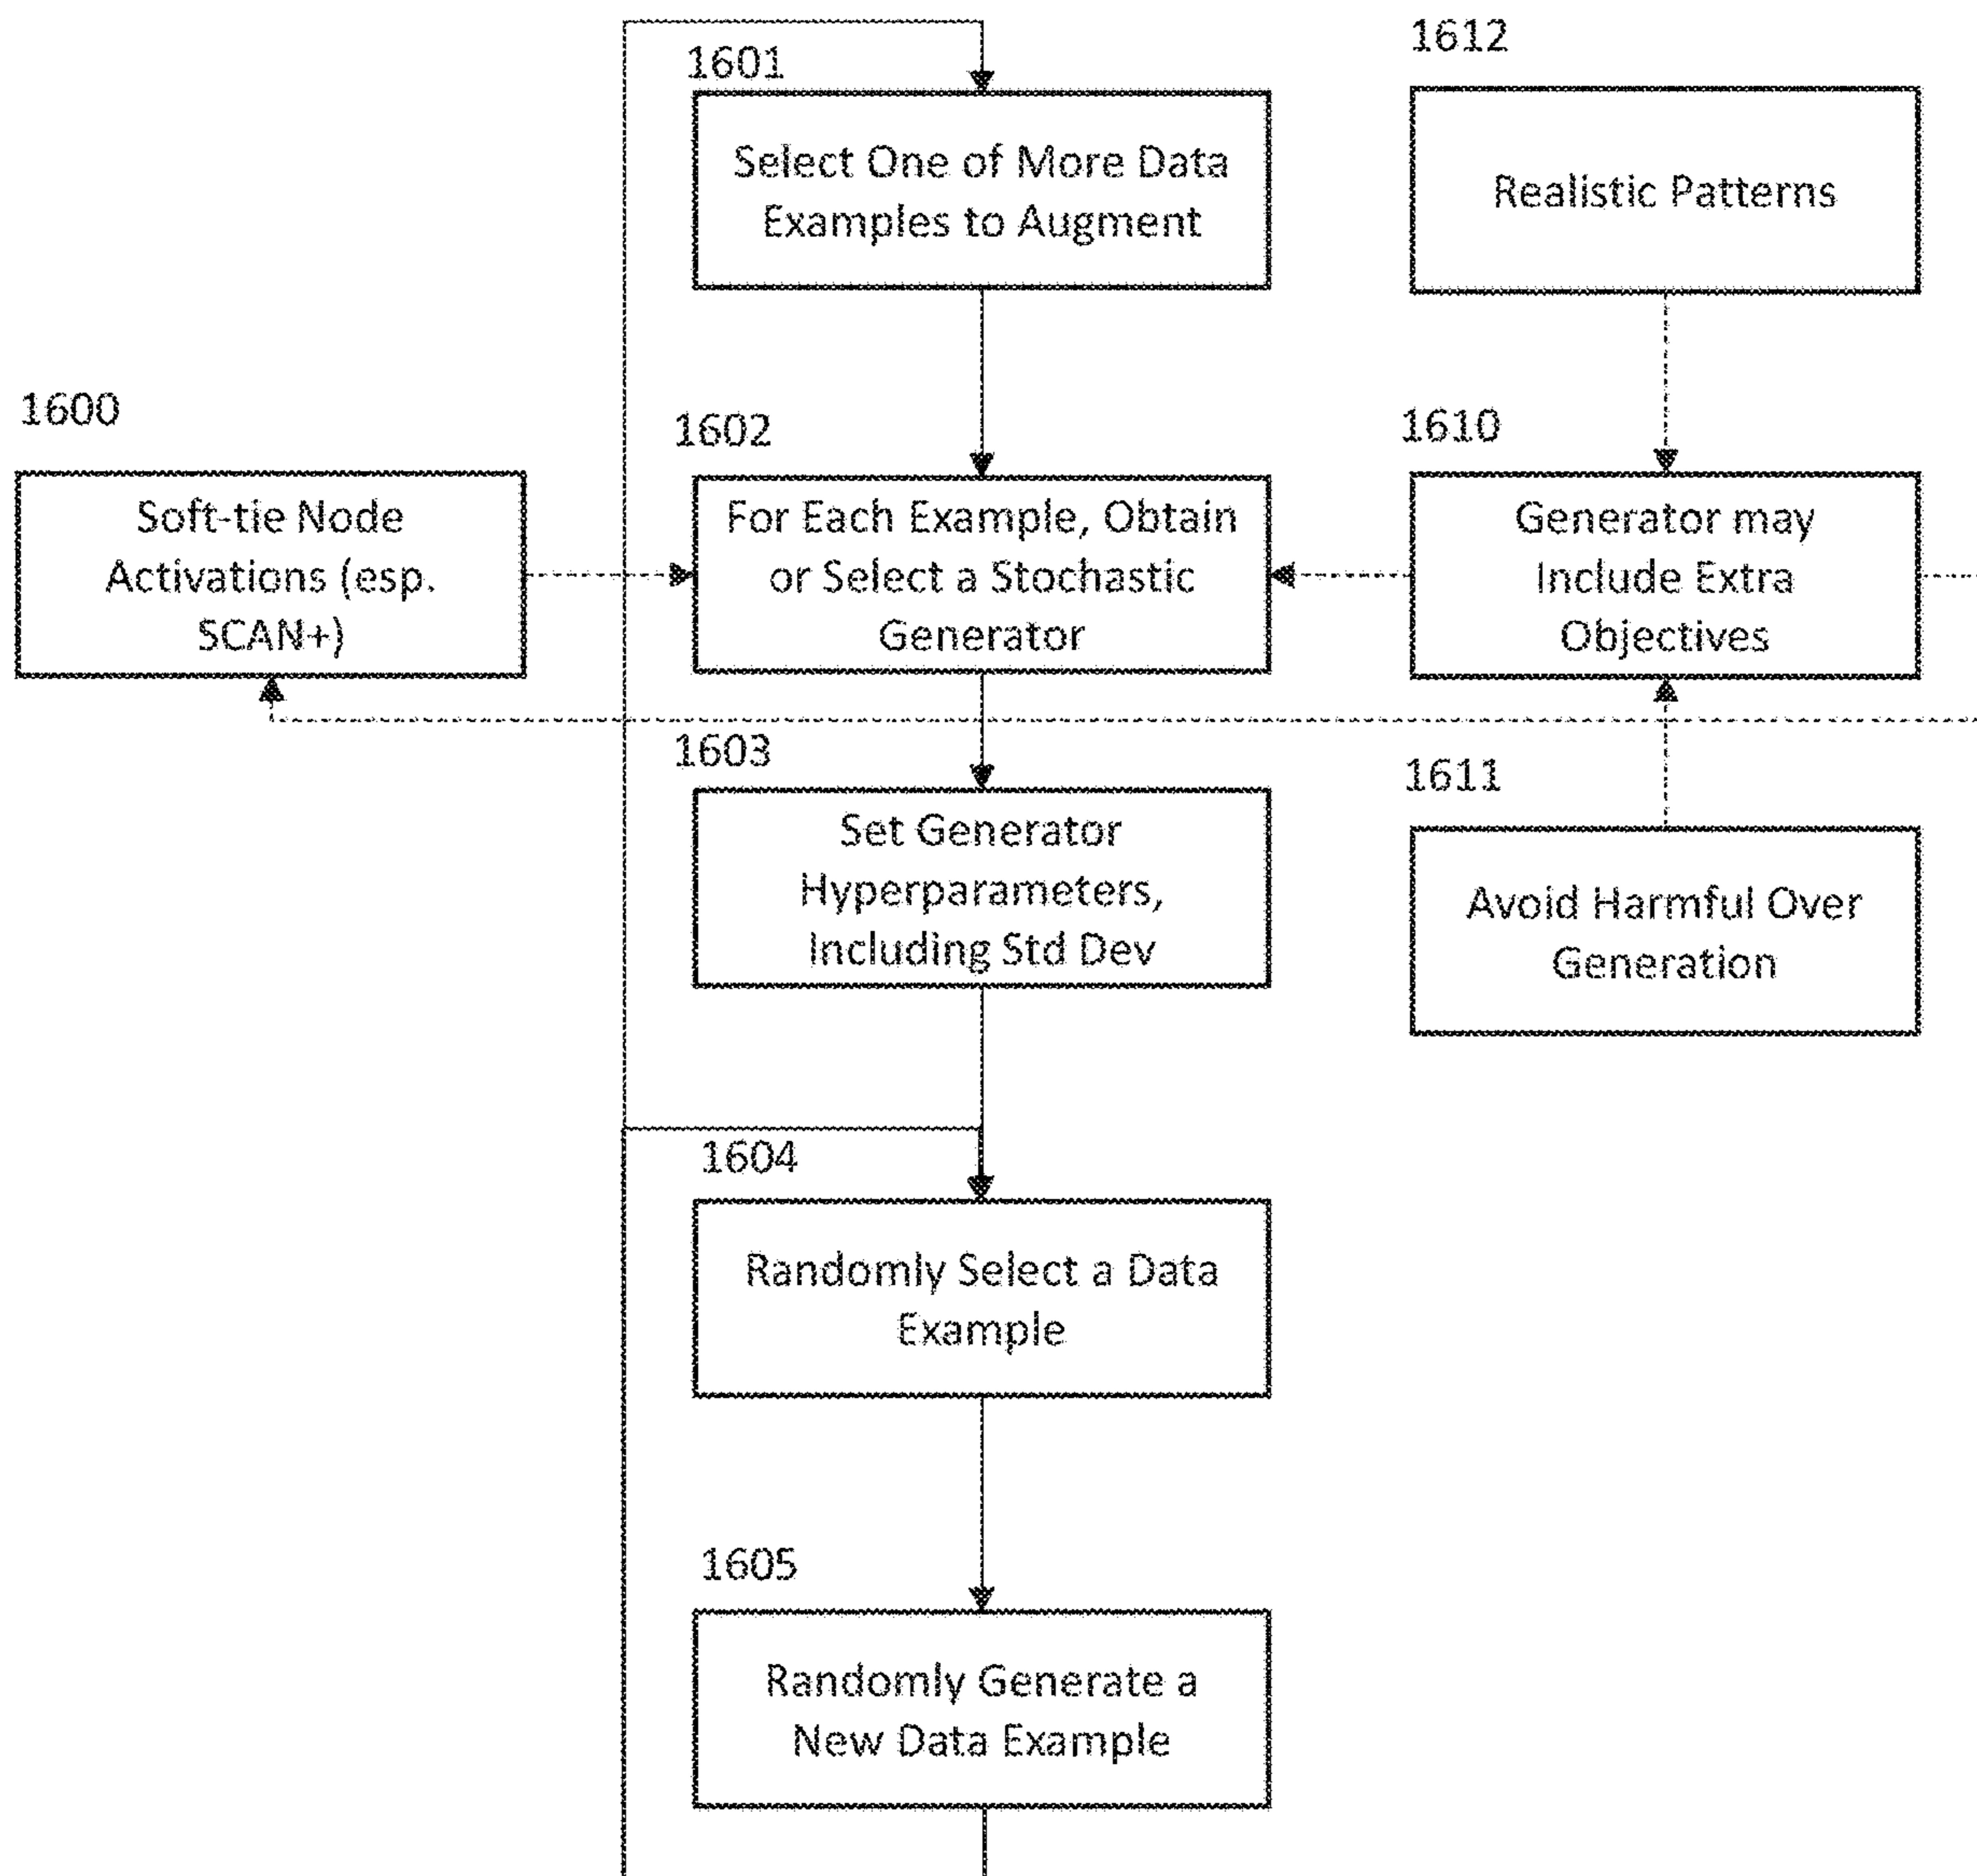 1601
Select One of More Data
Examples to Augment
1612
Realistic Patterns
1600
Soft-tie Node
Activations (esp.
SCAN+)
1602
For Each Example, Obtain
or Select a Stochastic
Generator
1610
Generator may
Include Extra
Objectives
1603
Set Generator
Hyperparameters,
Including Std Dev
1611
Avoid Harmful Over
Generation
1604
Randomly Select a Data
Example
1605
Randomly Generate a
New Data Example